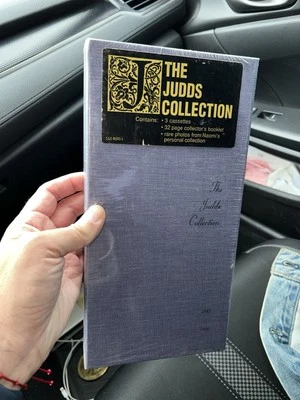 J
THE
JUDDS
COLLECTION
Contains: • 3 cassettes
• 32 page collector's booklet
• rare photos from Naomi's
personal collection
The
Judds
Collection